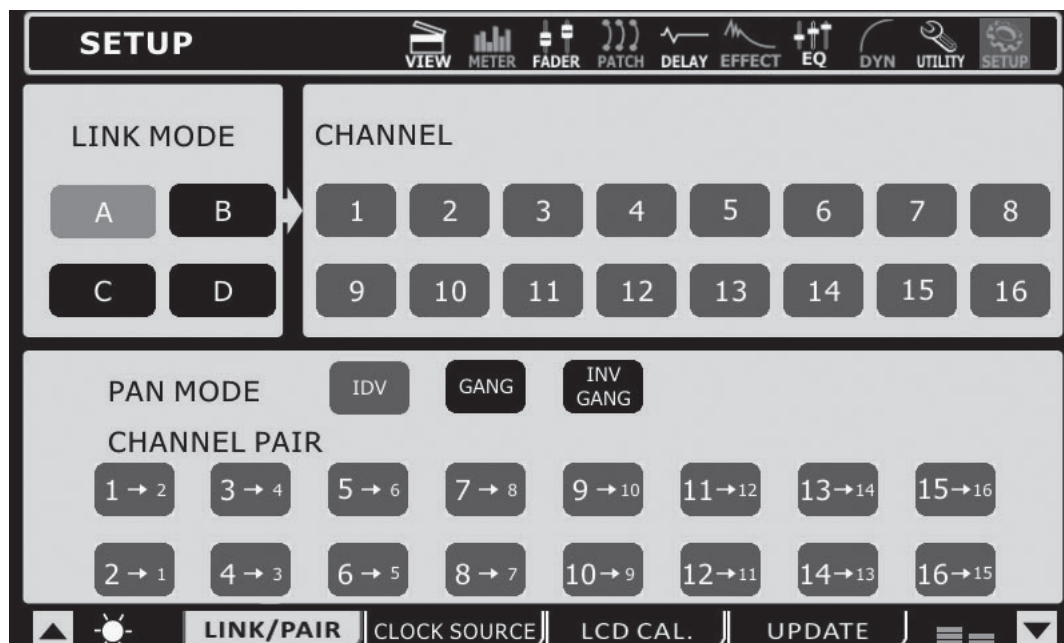 SETUP
VIEW METER FADER PATCH DELAY EFFECT EQ DYN UTILITY SETUP
LINK MODE
A B
C D
CHANNEL
1 2 3 4 5 6 7 8
9 10 11 12 13 14 15 16
PAN MODE IDV GANG INV GANG
CHANNEL PAIR
1→2 3→4 5→6 7→8 9→10 11→12 13→14 15→16
2→1 4→3 6→5 8→7 10→9 12→11 14→13 16→15
LINK/PAIR CLOCK SOURCE LCD CAL. UPDATE